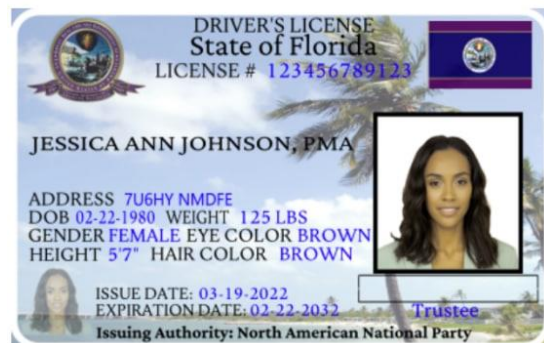 DRIVER'S LICENSE
State of Florida
LICENSE # 123456789123
JESSICA ANN JOHNSON, PMA
ADDRESS 7U6HY NMDFE
DOB 02-22-1980 WEIGHT 125 LBS
GENDER FEMALE EYE COLOR BROWN
HEIGHT 5'7" HAIR COLOR BROWN
ISSUE DATE: 03-19-2022
EXPIRATION DATE: 02-22-2032
Trustee
Issuing Authority: North American National Party